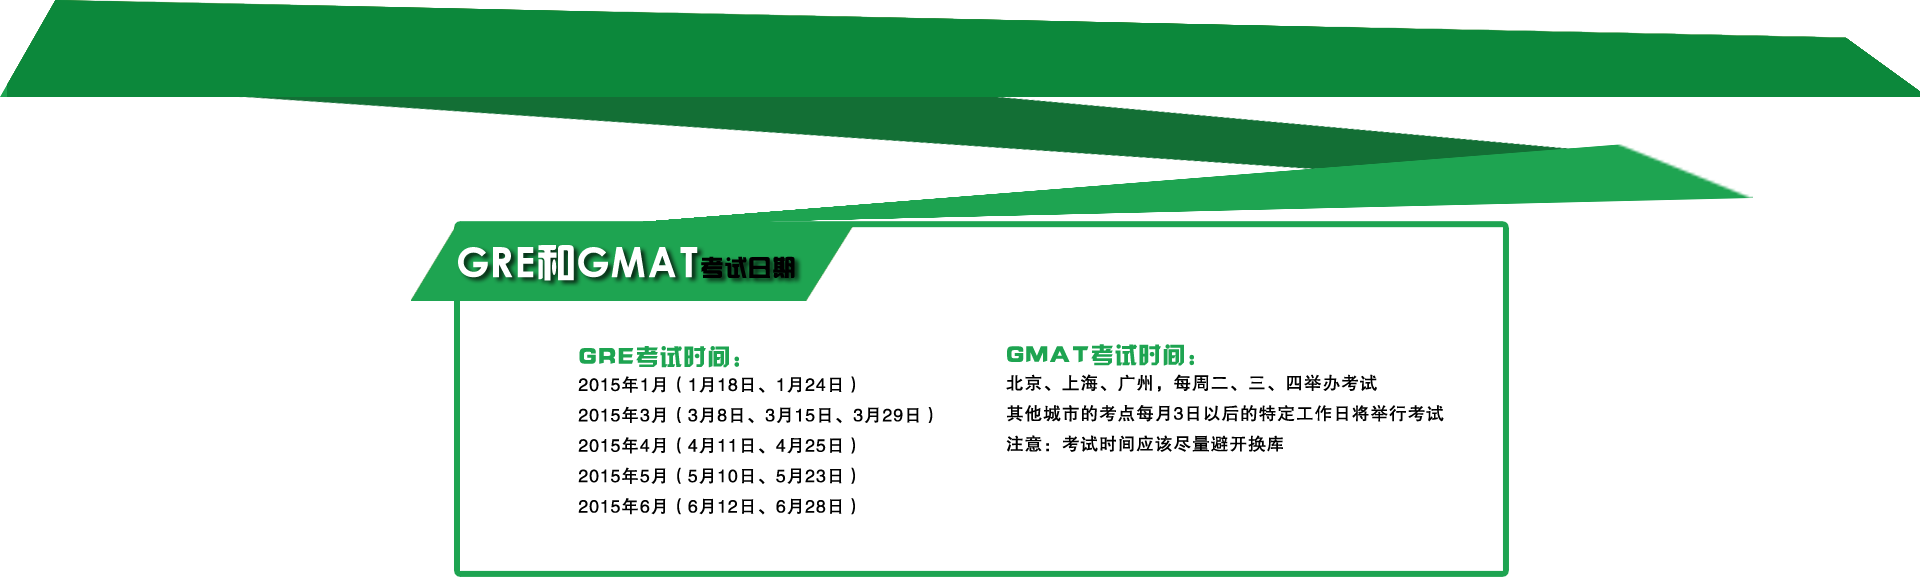 GRE和GMAT考试日期
GRE考试时间：
2015年1月（1月18日、1月24日）
2015年3月（3月8日、3月15日、3月29日）
2015年4月（4月11日、4月25日）
2015年5月（5月10日、5月23日）
2015年6月（6月12日、6月28日）
GMAT考试时间：
北京、上海、广州，每周二、三、四举办考试
其他城市的考点每月3日以后的特定工作日将举行考试
注意：考试时间应该尽量避开换库